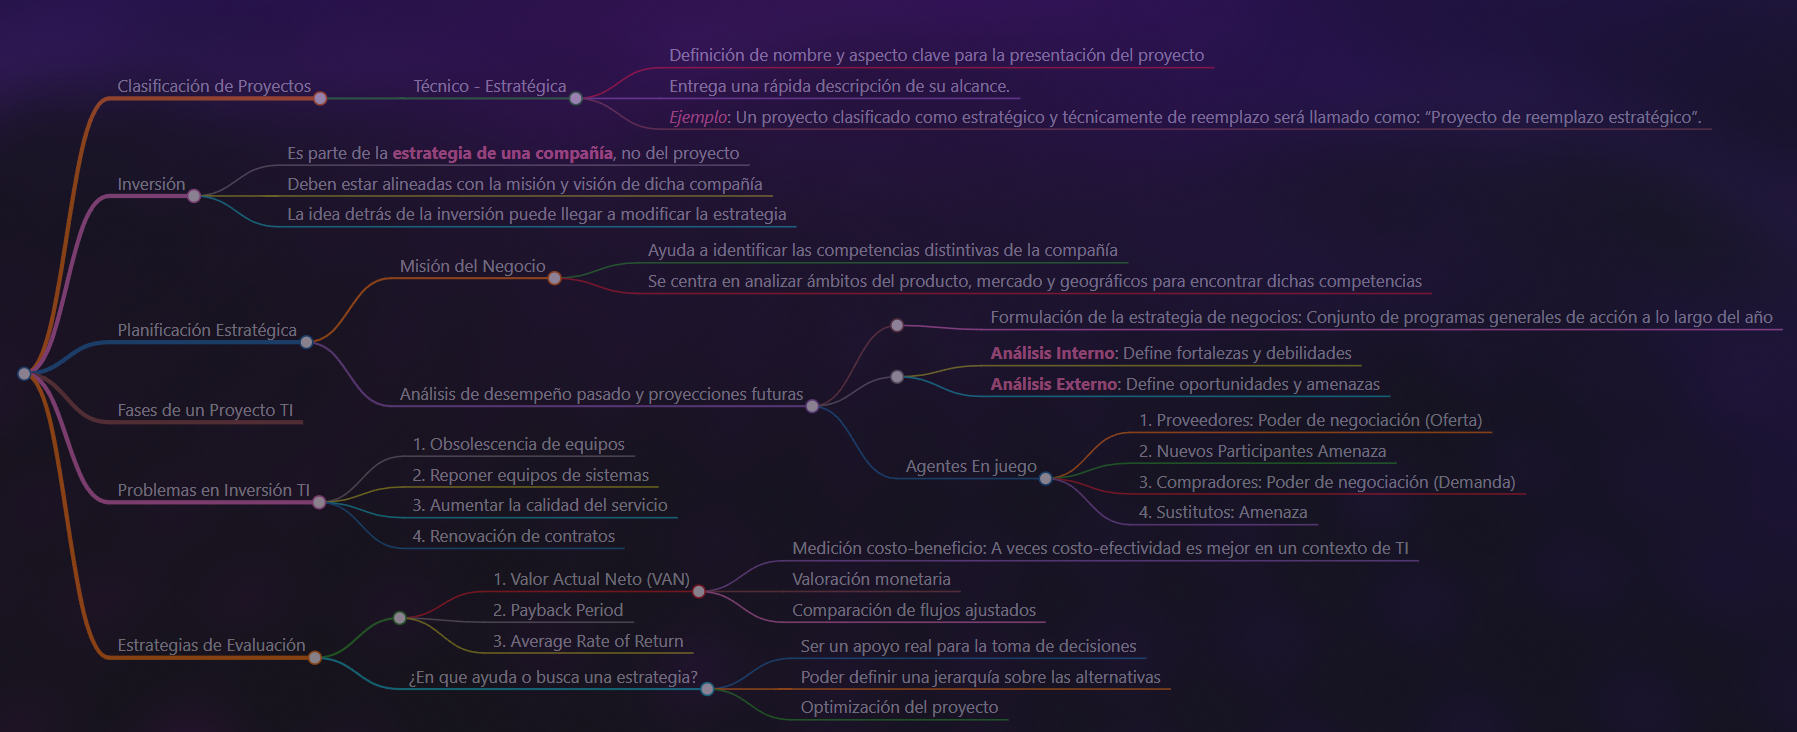 Clasificación de Proyectos
Técnico - Estratégica
Definición de nombre y aspecto clave para la presentación del proyecto
Entrega una rápida descripción de su alcance.
Ejemplo: Un proyecto clasificado como estratégico y técnicamente de reemplazo será llamado como: “Proyecto de reemplazo estratégico”.
Inversión
Es parte de la estrategia de una compañía, no del proyecto
Deben estar alineadas con la misión y visión de dicha compañía
La idea detrás de la inversión puede llegar a modificar la estrategia
Planificación Estratégica
Misión del Negocio
Ayuda a identificar las competencias distintivas de la compañía
Se centra en analizar ámbitos del producto, mercado y geográficos para encontrar dichas competencias
Análisis de desempeño pasado y proyecciones futuras
Formulación de la estrategia de negocios: Conjunto de programas generales de acción a lo largo del año
Análisis Interno: Define fortalezas y debilidades
Análisis Externo: Define oportunidades y amenazas
Agentes En juego
1. Proveedores: Poder de negociación (Oferta)
2. Nuevos Participantes Amenaza
3. Compradores: Poder de negociación (Demanda)
4. Sustitutos: Amenaza
Fases de un Proyecto TI
Problemas en Inversión TI
1. Obsolescencia de equipos
2. Reponer equipos de sistemas
3. Aumentar la calidad del servicio
4. Renovación de contratos
Estrategias de Evaluación
1. Valor Actual Neto (VAN)
Medición costo-beneficio: A veces costo-efectividad es mejor en un contexto de TI
Valoración monetaria
Comparación de flujos ajustados
2. Payback Period
3. Average Rate of Return
¿En que ayuda o busca una estrategia?
Ser un apoyo real para la toma de decisiones
Poder definir una jerarquía sobre las alternativas
Optimización del proyecto